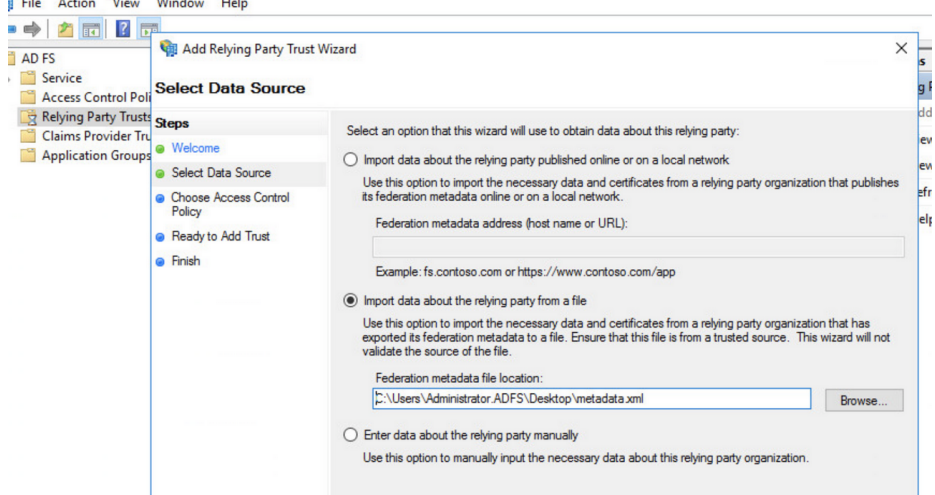 File Action View Window Help
AD FS
Service
Access Control Poli
Relying Party Trusts
Claims Provider Tru
Application Groups
Add Relying Party Trust Wizard
Select Data Source
Steps
Welcome
Select Data Source
Choose Access Control
Policy
Ready to Add Trust
Finish
Select an option that this wizard will use to obtain data about this relying party:
Import data about the relying party published online or on a local network
Use this option to import the necessary data and certificates from a relying party organization that publishes
its federation metadata online or on a local network.
Federation metadata address (host name or URL):
Example: fs.contoso.com or https://www.contoso.com/app
Import data about the relying party from a file
Use this option to import the necessary data and certificates from a relying party organization that has
exported its federation metadata to a file. Ensure that this file is from a trusted source. This wizard will not
validate the source of the file.
Federation metadata file location:
C:\Users\Administrator.ADFS\Desktop\metadata.xml
Browse...
Enter data about the relying party manually
Use this option to manually input the necessary data about this relying party organization.